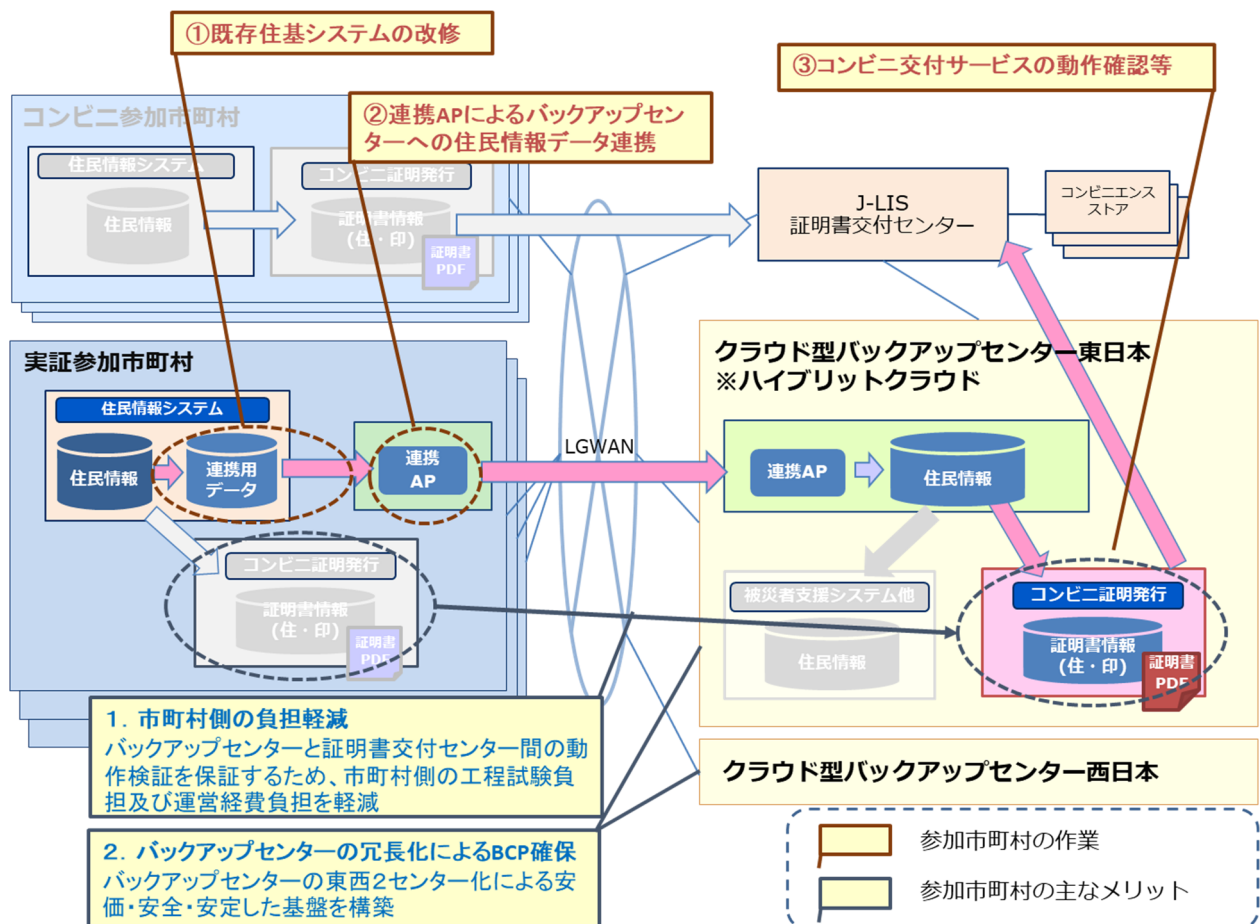 ①既存住基システムの改修
③コンビニ交付サービスの動作確認等
コンビニ参加市町村
②連携APによるバックアップセン
ターへの住民情報データ連携
住民情報システム
住民情報
コンビニ証明発行
証明書情報
(住・印)
証明書
PDF
J-LIS
証明書交付センター
コンビニエンス
ストア
実証参加市町村
住民情報システム
住民情報
連携用
データ
連携
AP
LGWAN
コンビニ証明発行
証明書情報
(住・印)
証明書
PDF
クラウド型バックアップセンター東日本
※ハイブリットクラウド
連携AP
住民情報
被災者支援システム他
住民情報
コンビニ証明発行
証明書情報
(住・印)
証明書
PDF
1．市町村側の負担軽減
バックアップセンターと証明書交付センター間の動
作検証を保証するため、市町村側の工程試験負
担及び運営経費負担を軽減
クラウド型バックアップセンター西日本
2．バックアップセンターの冗長化によるBCP確保
バックアップセンターの東西2センター化による安
価・安全・安定した基盤を構築
参加市町村の作業
参加市町村の主なメリット